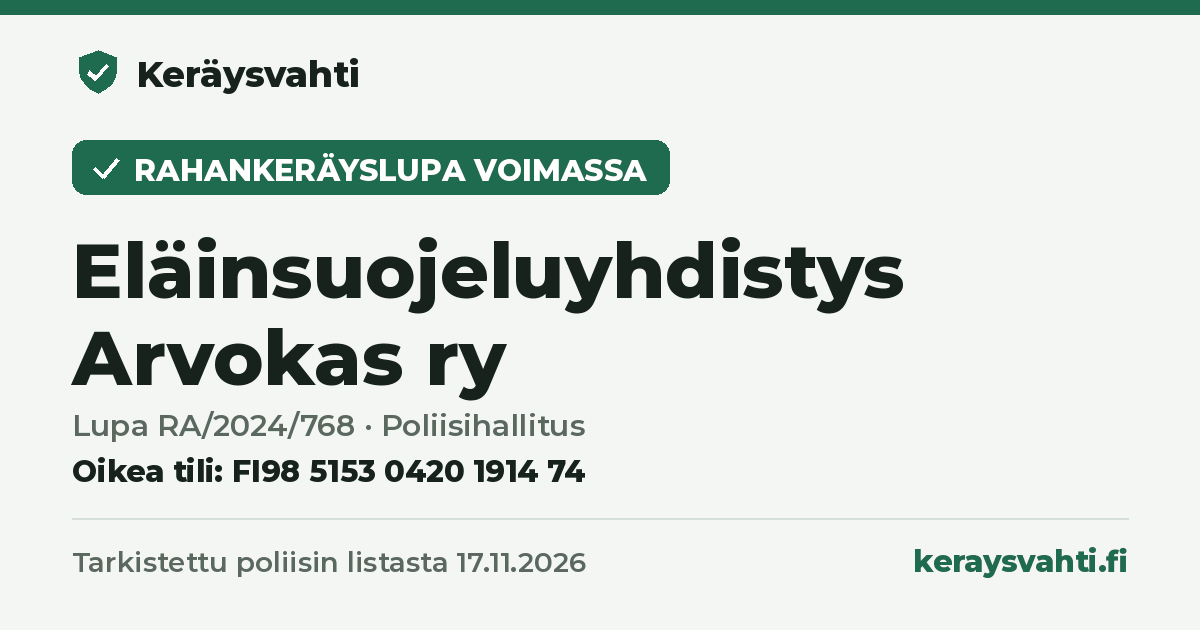 Keräysvahti
RAHANKERÄYSLUPA VOIMASSA
Eläinsuojeluyhdistys
Arvokas ry
Lupa RA/2024/768 · Poliisihallitus
Oikea tili: FI98 5153 0420 1914 74
Tarkistettu poliisin listasta 17.11.2026
keraysvahti.fi